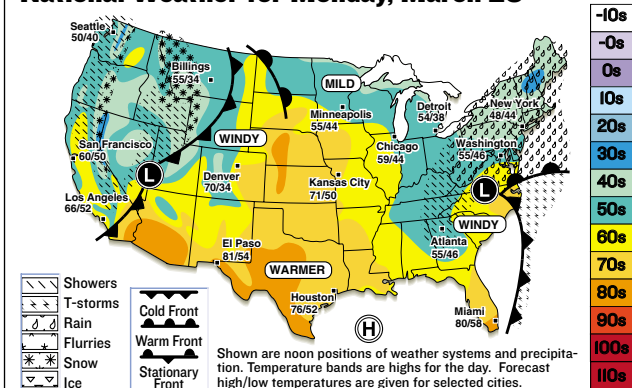 National Weather for Monday, March
Seattle
50/40
Billings
55/34
MILD
Minneapolis
55/44
Detroit
54/38
New York
48/44
WINDY
Chicago
59/44
Washington
55/46
San Francisco
60/50
L
Denver
70/34
Kansas City
71/50
L
Los Angeles
66/52
WINDY
Atlanta
55/46
El Paso
81/54
WARMER
Houston
76/52
Miami
80/58
H
Showers
T-storms
Rain
Flurries
Snow
Ice
Cold Front
Warm Front
Stationary
Front
Shown are noon positions of weather systems and precipita-
tion. Temperature bands are highs for the day. Forecast
high/low temperatures are given for selected cities.
-10s
-0s
0s
10s
20s
30s
40s
50s
60s
70s
80s
90s
100s
110s